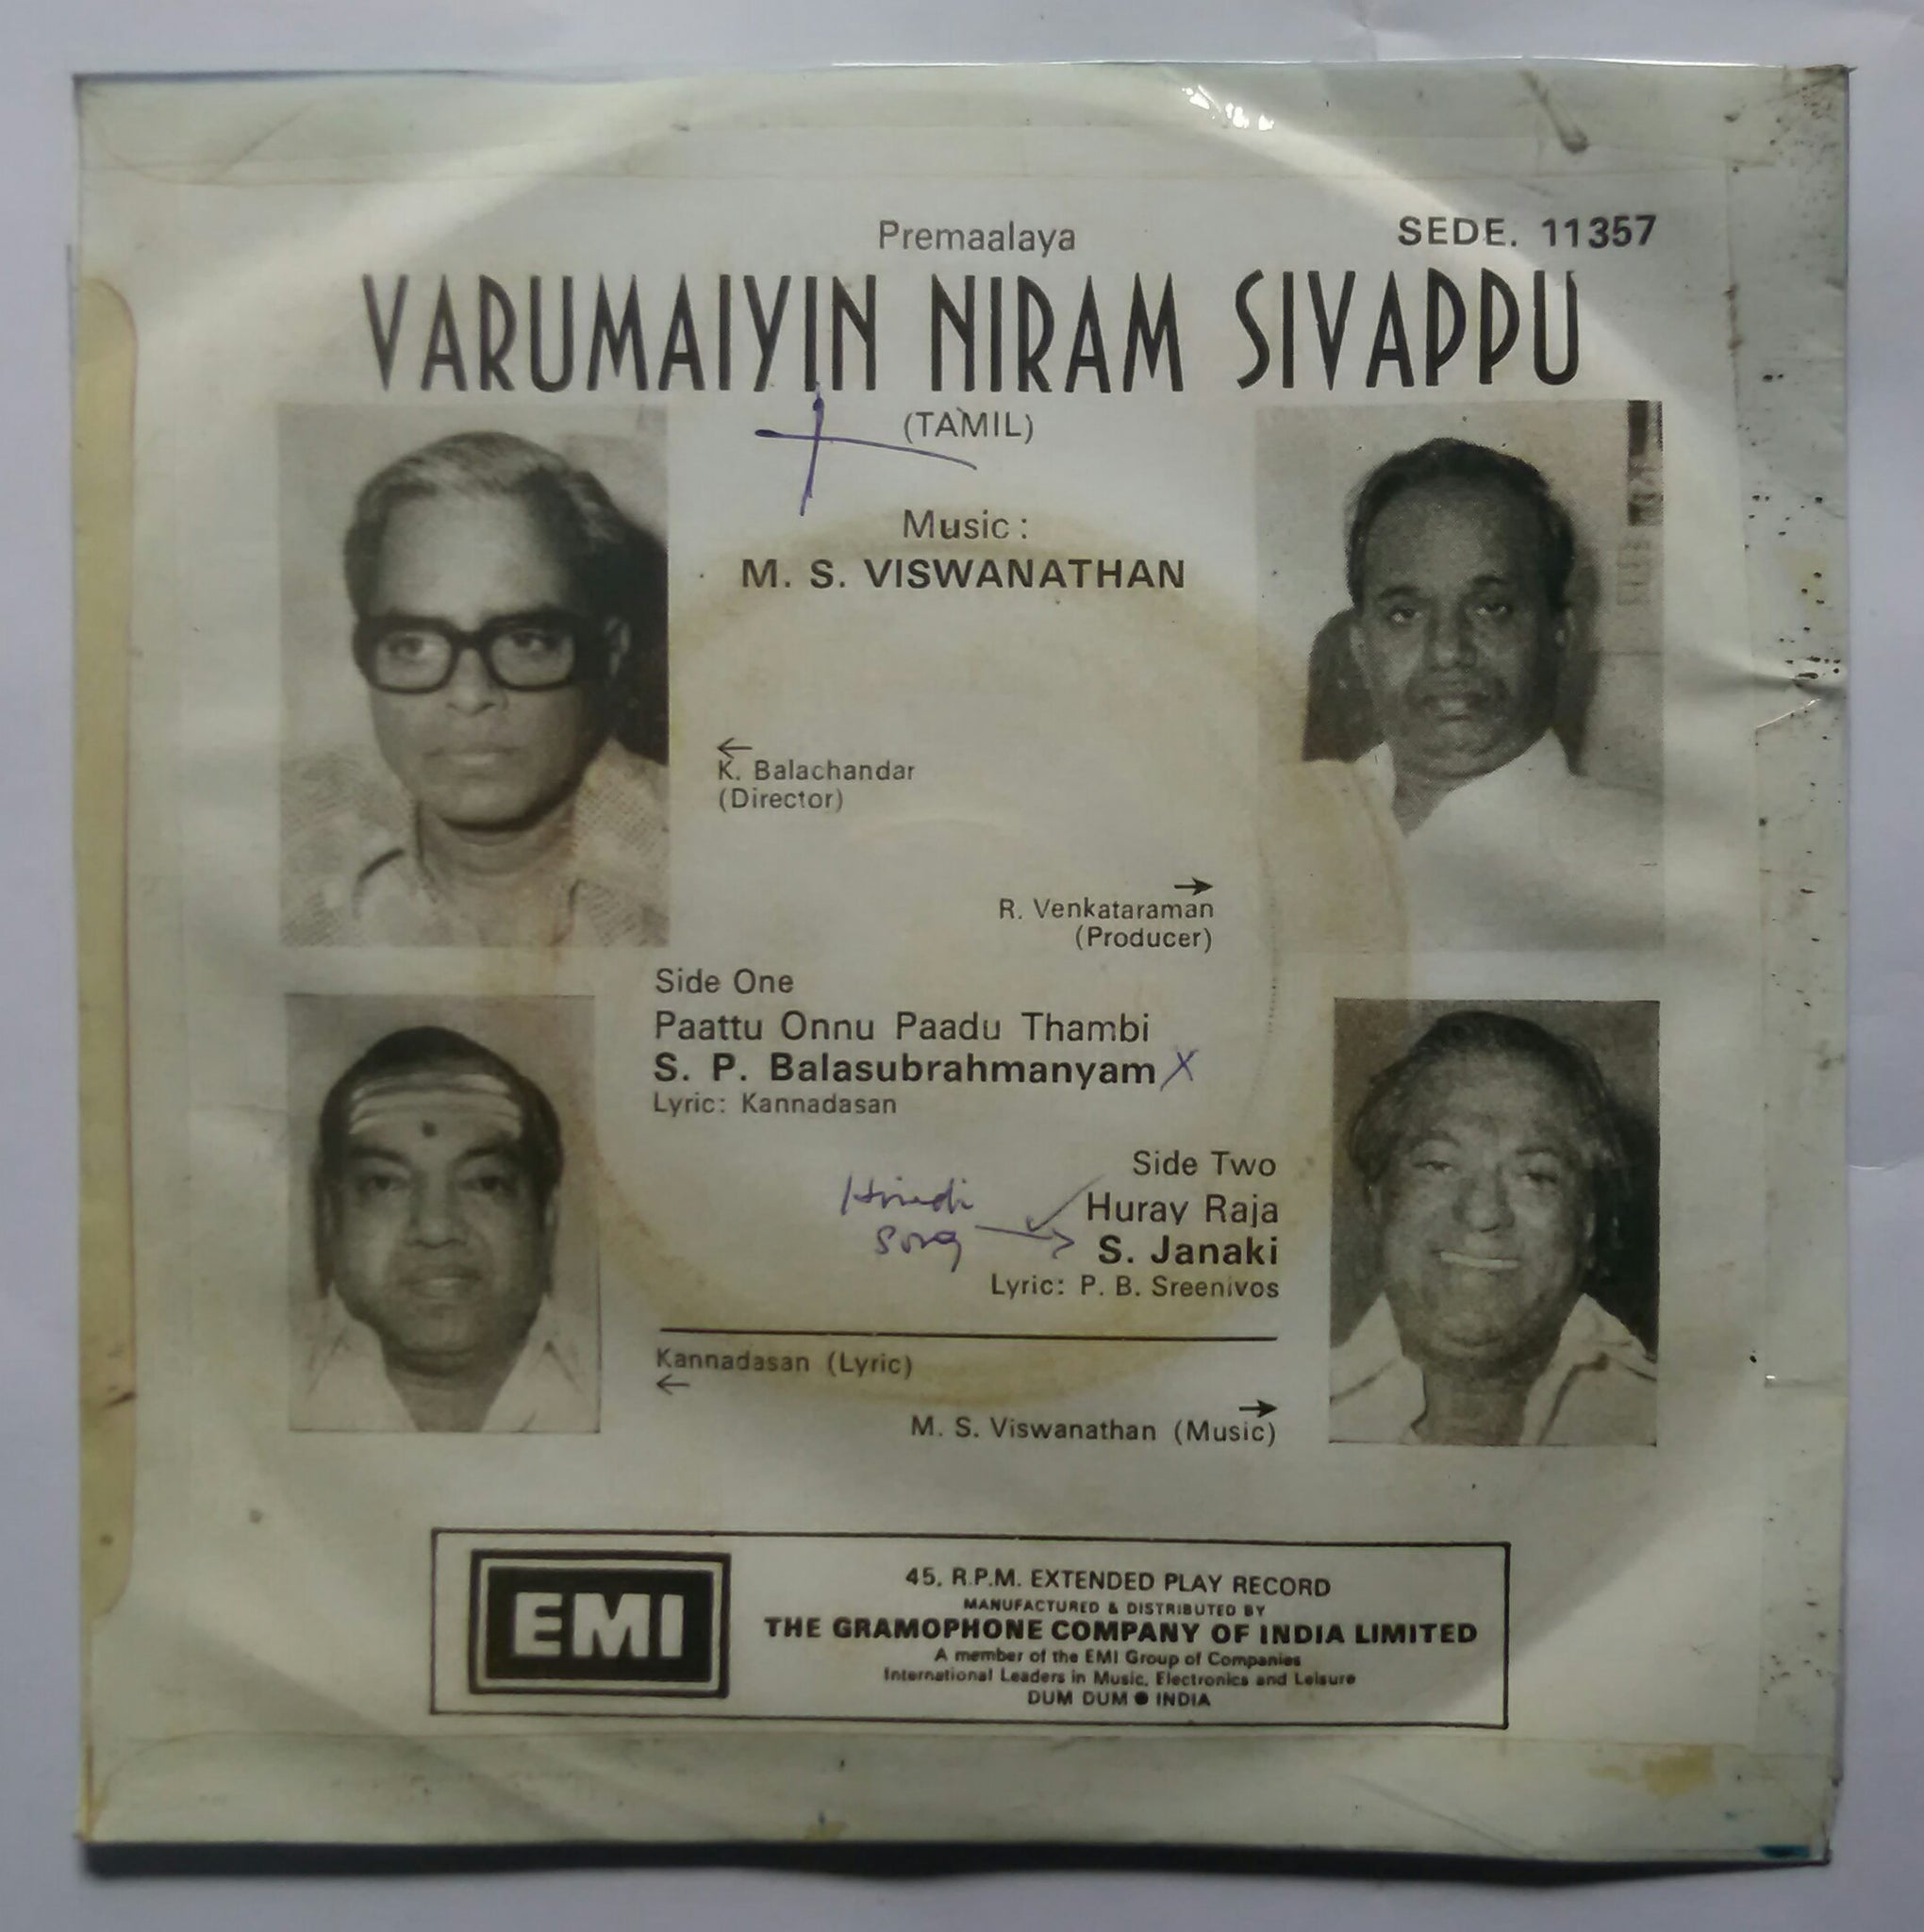 Premaalaya
SEDE. 11357
VARUMAIYIN NIRAM SIVAPPU
(TAMIL)
Music :
M. S. VISWANATHAN
←
K. Balachandar
(Director)
→
R. Venkataraman
(Producer)
Side One
Paattu Onnu Paadu Thambi
S. P. Balasubrahmanyam X
Lyric: Kannadasan
Side Two
Huray Raja
S. Janaki
Lyric: P. B. Sreenivos
Hindi
Song →
Kannadasan (Lyric)
←
→
M. S. Viswanathan (Music)
EMI
45. R.P.M. EXTENDED PLAY RECORD
MANUFACTURED & DISTRIBUTED BY
THE GRAMOPHONE COMPANY OF INDIA LIMITED
A member of the EMI Group of Companies
International Leaders in Music, Electronics and Leisure
DUM DUM ● INDIA